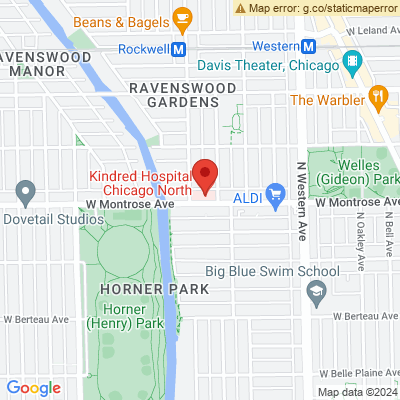 Map error: g.co/staticmaperror
Beans & Bagels
W Leland Ave
Rockwell M
Western M
RAVENSWOOD
MANOR
Davis Theater, Chicago
RAVENSWOOD
GARDENS
The Warbler
Kindred Hospital
Chicago North
Welles
(Gideon) Park
ALDI
W Montrose Ave
W Montrose Ave
Dovetail Studios
N Western Ave
N Oakley Ave
N Bell Ave
Big Blue Swim School
HORNER PARK
Horner
(Henry) Park
W Berteau Ave
W Berteau Ave
W Belle Plaine Ave
Google
Map data ©2024